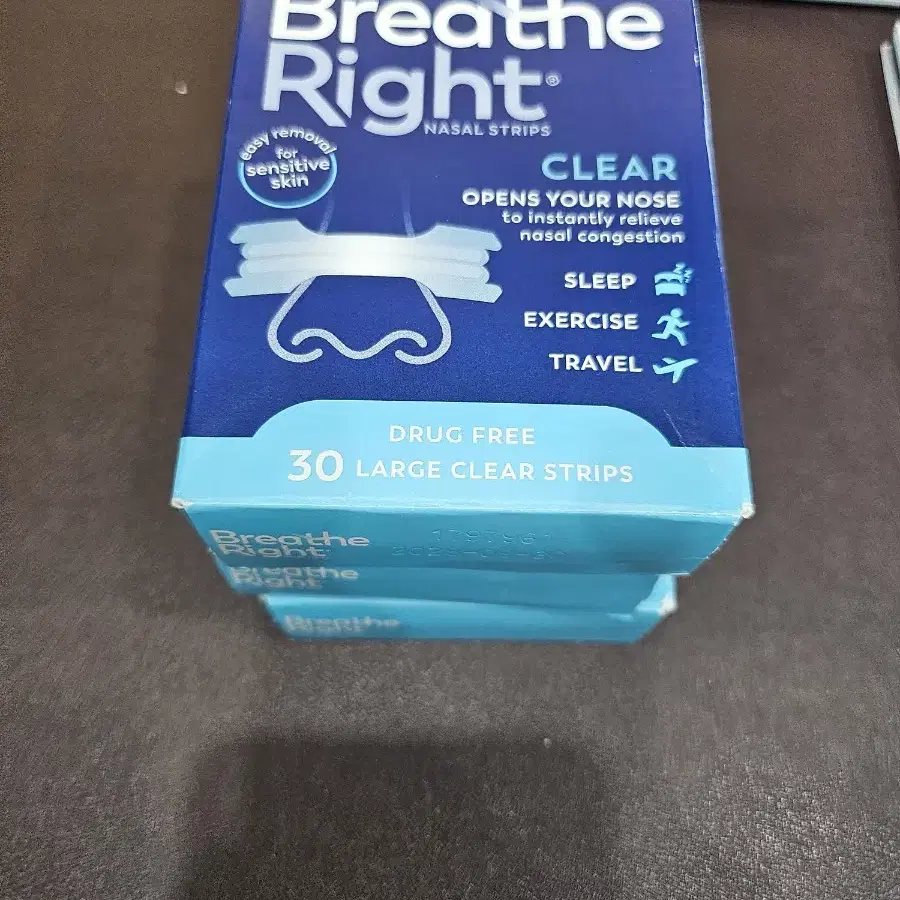 Breathe
Right®
NASAL STRIPS
easy removal
for
sensitive
skin
CLEAR
OPENS YOUR NOSE
to instantly relieve
nasal congestion
SLEEP
EXERCISE
TRAVEL
DRUG FREE
30 LARGE CLEAR STRIPS
Breathe
Right
Breathe
Right
Breathe
Right